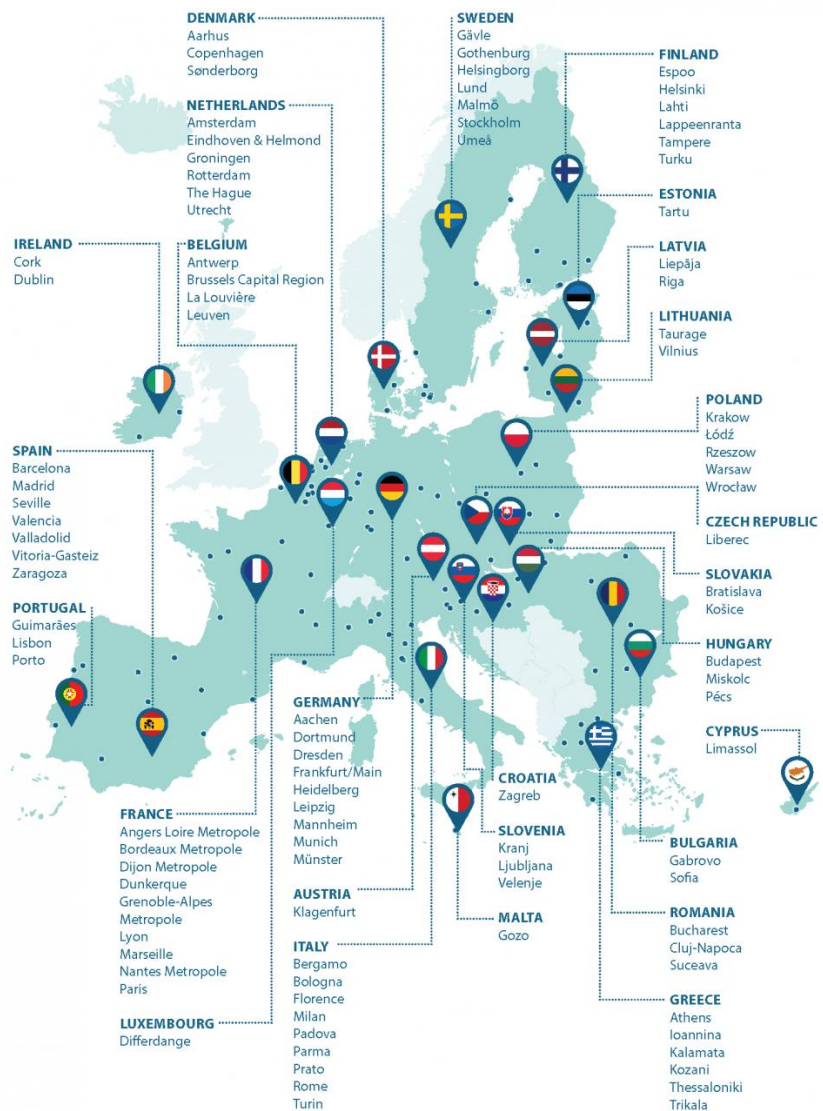 DENMARK
Aarhus
Copenhagen
Sønderborg
SWEDEN
Gävle
Gothenburg
Helsingborg
Lund
Malmö
Stockholm
Umeå
FINLAND
Espoo
Helsinki
Lahti
Lappeenranta
Tampere
Turku
NETHERLANDS
Amsterdam
Eindhoven & Helmond
Groningen
Rotterdam
The Hague
Utrecht
ESTONIA
Tartu
IRELAND
Cork
Dublin
BELGIUM
Antwerp
Brussels Capital Region
La Louvière
Leuven
LATVIA
Liepāja
Riga
LITHUANIA
Taurage
Vilnius
POLAND
Krakow
Łódź
Rzeszow
Warsaw
Wrocław
SPAIN
Barcelona
Madrid
Seville
Valencia
Valladolid
Vitoria-Gasteiz
Zaragoza
CZECH REPUBLIC
Liberec
SLOVAKIA
Bratislava
Košice
PORTUGAL
Guimarães
Lisbon
Porto
HUNGARY
Budapest
Miskolc
Pécs
GERMANY
Aachen
Dortmund
Dresden
Frankfurt/Main
Heidelberg
Leipzig
Mannheim
Munich
Münster
CYPRUS
Limassol
CROATIA
Zagreb
FRANCE
Angers Loire Metropole
Bordeaux Metropole
Dijon Metropole
Dunkerque
Grenoble-Alpes
Metropole
Lyon
Marseille
Nantes Metropole
Paris
SLOVENIA
Kranj
Ljubljana
Velenje
BULGARIA
Gabrovo
Sofia
AUSTRIA
Klagenfurt
MALTA
Gozo
ROMANIA
Bucharest
Cluj-Napoca
Suceava
ITALY
Bergamo
Bologna
Florence
Milan
Padova
Parma
Prato
Rome
Turin
GREECE
Athens
Ioannina
Kalamata
Kozani
Thessaloniki
Trikala
LUXEMBOURG
Differdange